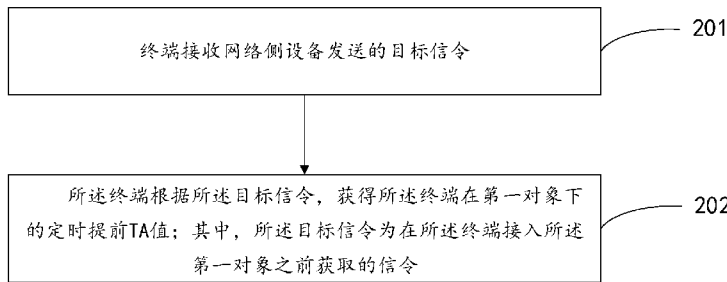 终端接收网络侧设备发送的目标信令
201
所述终端根据所述目标信令，获得所述终端在第一对象下
的定时提前TA值；其中，所述目标信令为在所述终端接入所述
第一对象之前获取的信令
202